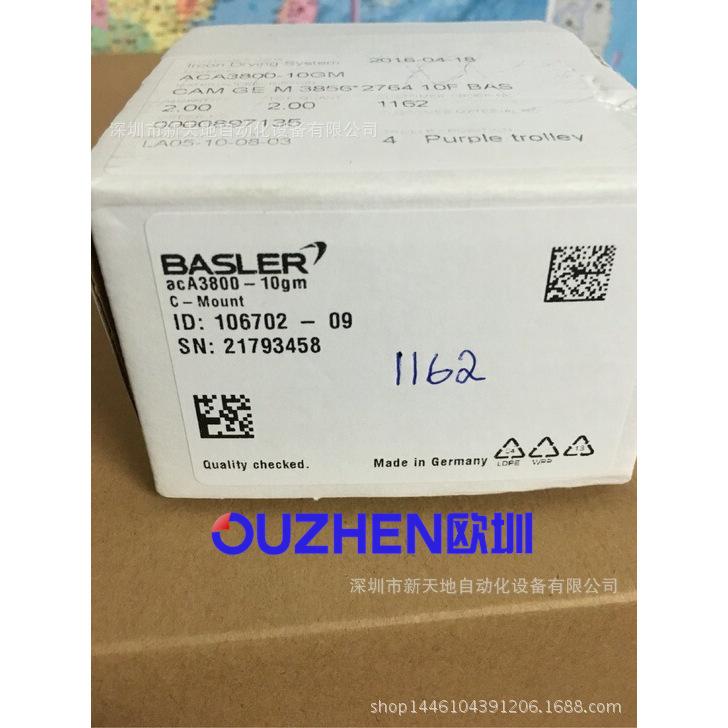 Ircon Drying System 2016-04-18
ACA3800-10GM
CAM GE M 3856*2764 10F BAS
2.00 2.00 1162
深圳市新天地自动化设备有限公司
0000897135
LA05-10-08-03 4 Purple trolley
BASLER
acA3800-10gm
C-Mount
ID: 106702 - 09
SN: 21793458
1162
Quality checked. Made in Germany
04 LDPE
13
OUZHEN欧圳
深圳市新天地自动化设备有限公司
shop1446104391206.1688.com